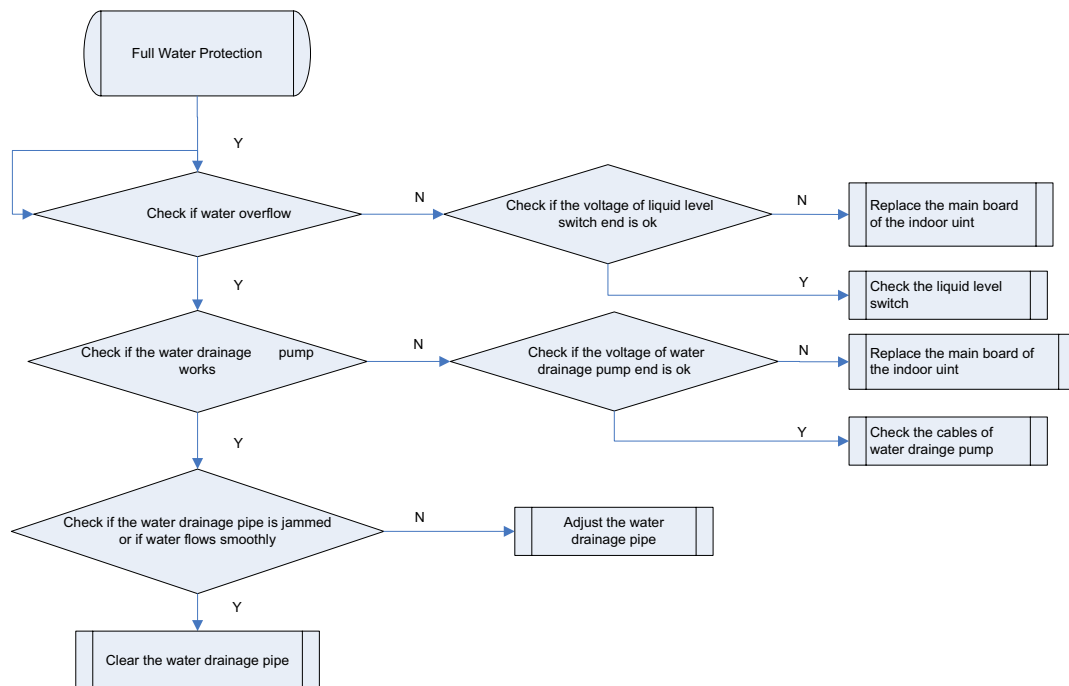 Full Water Protection
Y
Check if water overflow
N
Check if the voltage of liquid level
switch end is ok
N
Replace the main board
of the indoor uint
Y
Check the liquid level
switch
Y
Check if the water drainage pump
works
N
Check if the voltage of water
drainage pump end is ok
N
Replace the main board of
the indoor uint
Y
Check the cables of
water drainge pump
Y
Check if the water drainage pipe is jammed
or if water flows smoothly
N
Adjust the water
drainage pipe
Y
Clear the water drainage pipe